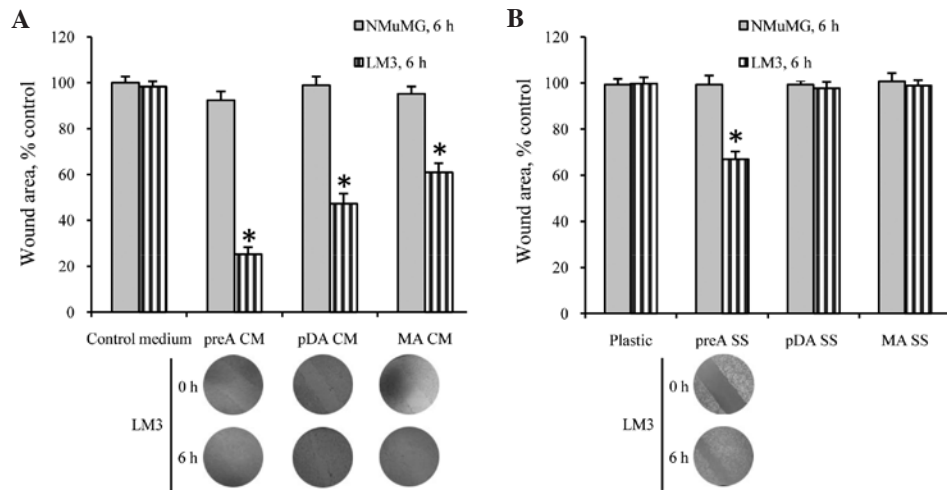 A
Wound area, % control
120
100
80
60
40
20
0
NMuMG, 6 h
LM3, 6 h
*
*
*
Control medium preA CM pDA CM MA CM
LM3
0 h
6 h
B
Wound area, % control
120
100
80
60
40
20
0
NMuMG, 6 h
LM3, 6 h
*
Plastic preA SS pDA SS MA SS
LM3
0 h
6 h